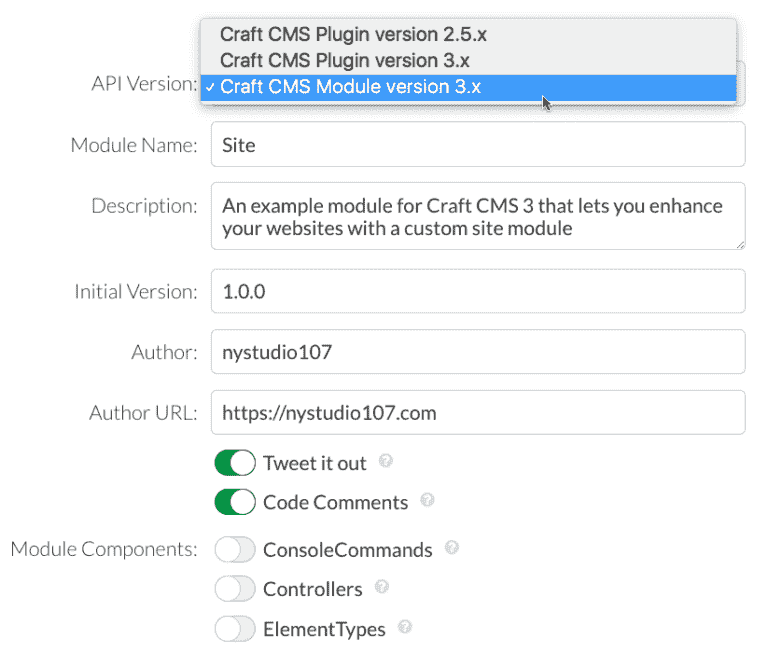 Craft CMS Plugin version 2.5.x
Craft CMS Plugin version 3.x
API Version: ✓ Craft CMS Module version 3.x
Module Name: Site
Description: An example module for Craft CMS 3 that lets you enhance
your websites with a custom site module
Initial Version: 1.0.0
Author: nystudio107
Author URL: https://nystudio107.com
Tweet it out ?
Code Comments ?
Module Components: ConsoleCommands ?
Controllers ?
ElementTypes ?